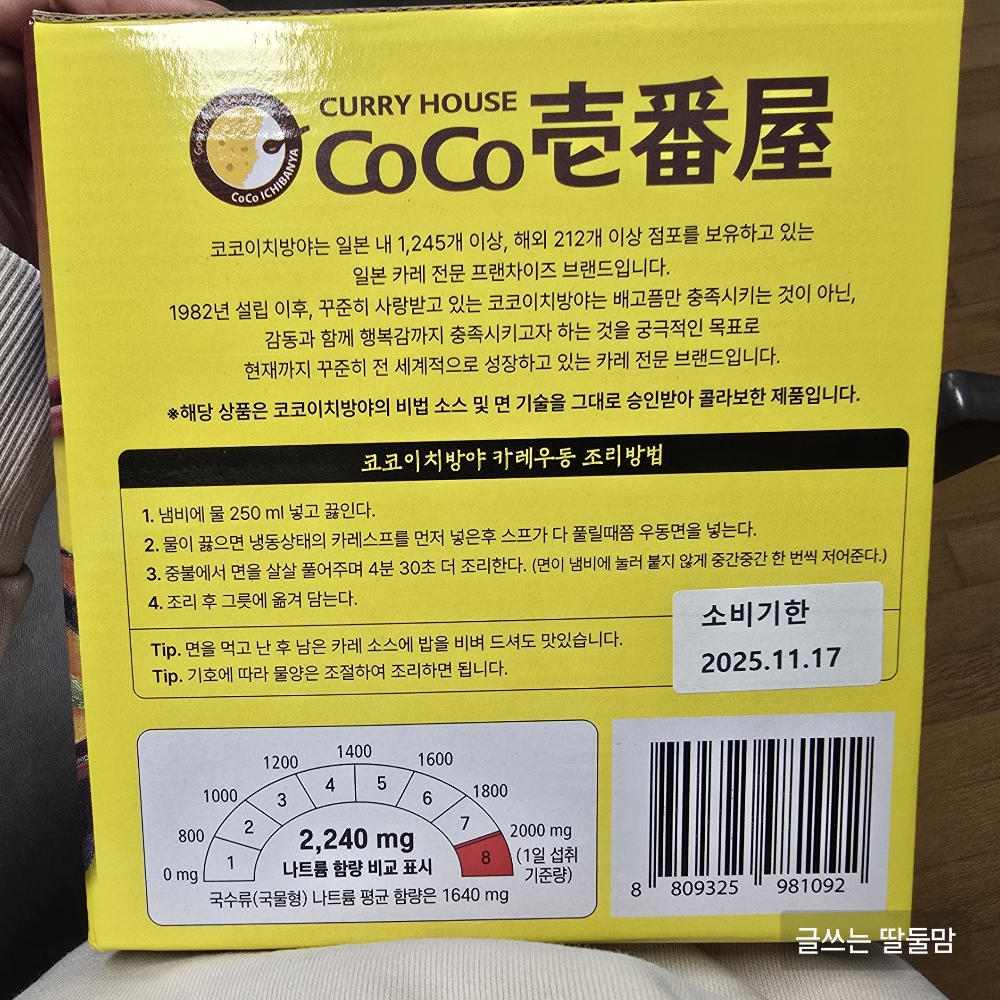 CURRY HOUSE
CoCo壱番屋
Good s
CoCo ICHIBANYA
코코이치방야는 일본 내 1,245개 이상, 해외 212개 이상 점포를 보유하고 있는
일본 카레 전문 프랜차이즈 브랜드입니다.
1982년 설립 이후, 꾸준히 사랑받고 있는 코코이치방야는 배고픔만 충족시키는 것이 아닌,
감동과 함께 행복감까지 충족시키고자 하는 것을 궁극적인 목표로
현재까지 꾸준히 전 세계적으로 성장하고 있는 카레 전문 브랜드입니다.
※해당 상품은 코코이치방야의 비법 소스 및 면 기술을 그대로 승인받아 콜라보한 제품입니다.
코코이치방야 카레우동 조리방법
1. 냄비에 물 250 ml 넣고 끓인다.
2. 물이 끓으면 냉동상태의 카레스프를 먼저 넣은후 스프가 다 풀릴때쯤 우동면을 넣는다.
3. 중불에서 면을 살살 풀어주며 4분 30초 더 조리한다. (면이 냄비에 눌러 붙지 않게 중간중간 한 번씩 저어준다.)
4. 조리 후 그릇에 옮겨 담는다.
Tip. 면을 먹고 난 후 남은 카레 소스에 밥을 비벼 드셔도 맛있습니다.
Tip. 기호에 따라 물양은 조절하여 조리하면 됩니다.
소비기한
2025.11.17
0 mg 800 1000 1200 1400 1600 1800 2000 mg
(1일 섭취
기준량)
1 2 3 4 5 6 7 8
2,240 mg
나트륨 함량 비교 표시
국수류(국물형) 나트륨 평균 함량은 1640 mg
8 809325 981092
글쓰는 딸둘맘